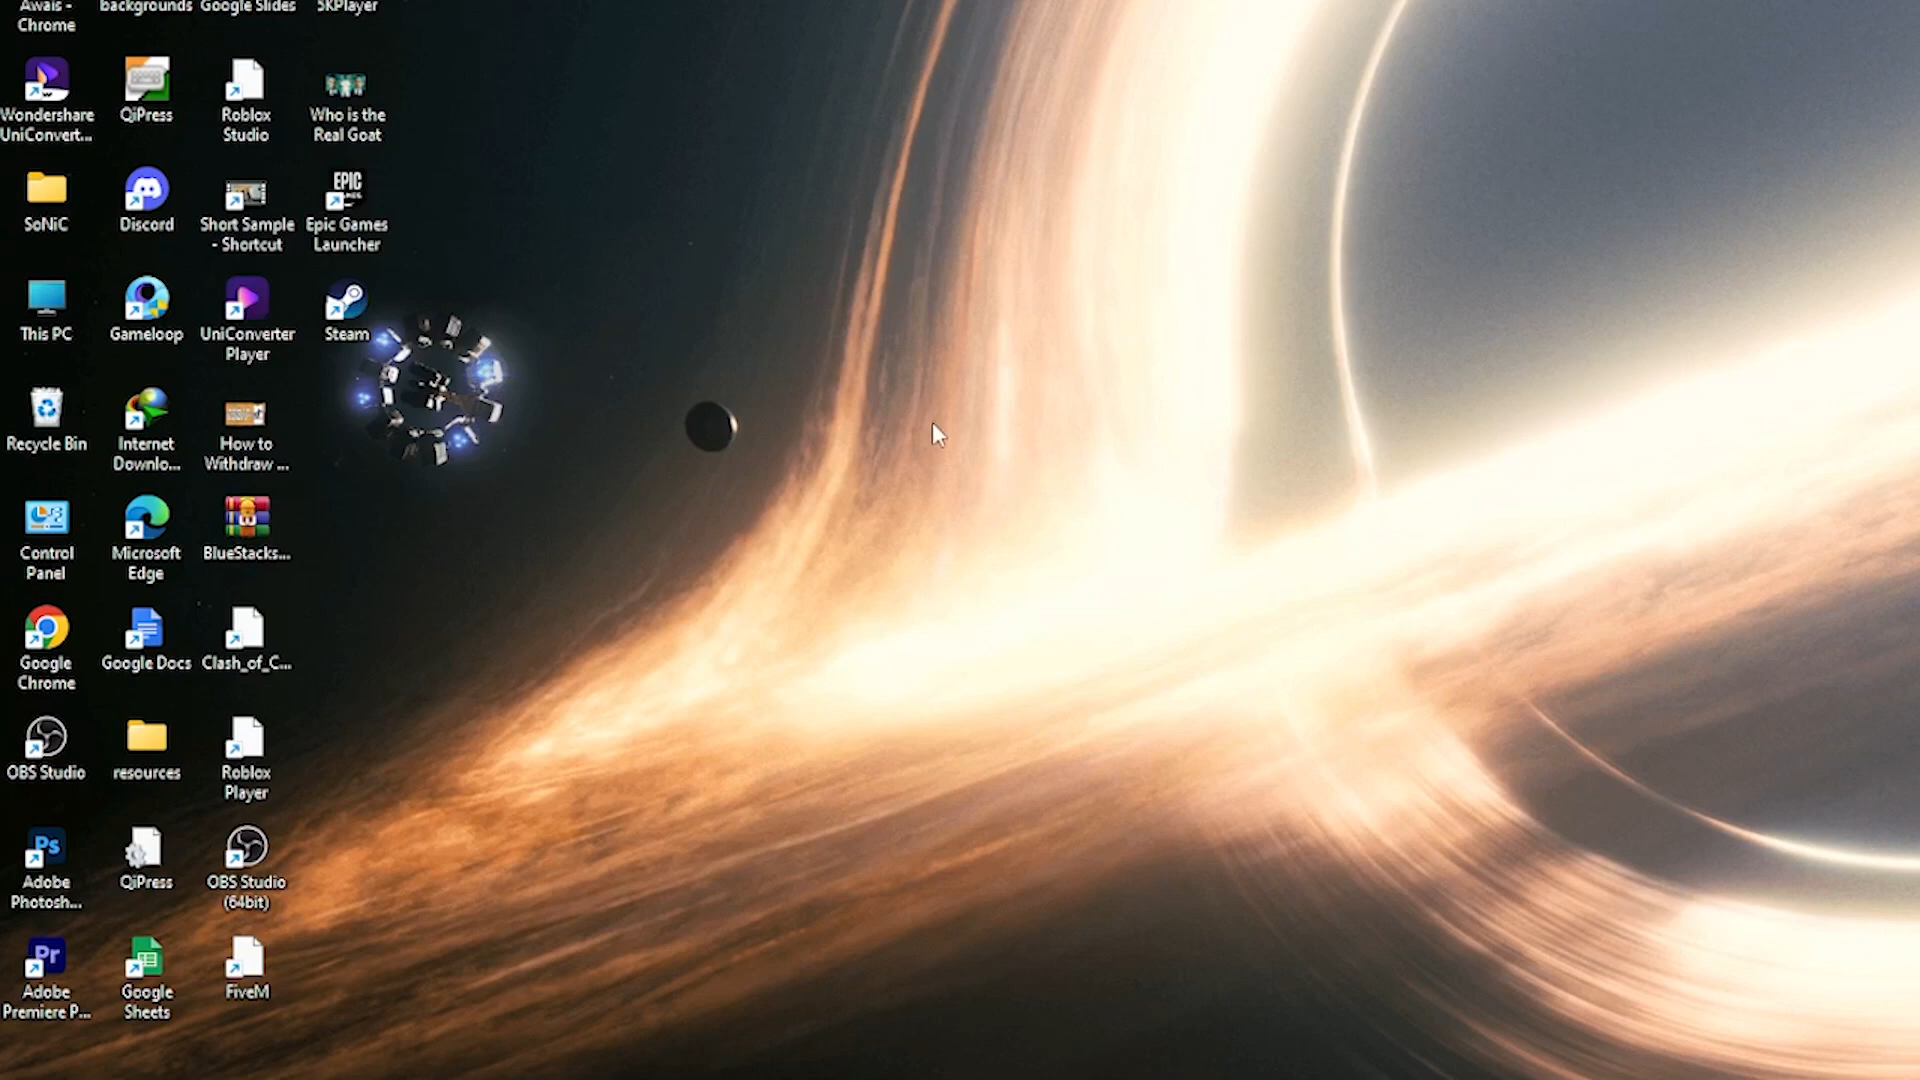 Awais -
Chrome
backgrounds
Google Slides
5KPlayer
Wondershare
UniConvert...
QiPress
Roblox
Studio
Who is the
Real Goat
SoNiC
Discord
Short Sample
- Shortcut
EPIC
Epic Games
Launcher
This PC
Gameloop
UniConverter
Player
Steam
Recycle Bin
Internet
Downlo...
How to
Withdraw ...
Control
Panel
Microsoft
Edge
BlueStacks...
Google
Chrome
Google Docs
Clash_of_C...
OBS Studio
resources
Roblox
Player
Ps
Adobe
Photosh...
QiPress
OBS Studio
(64bit)
Pr
Adobe
Premiere P...
Google
Sheets
FiveM